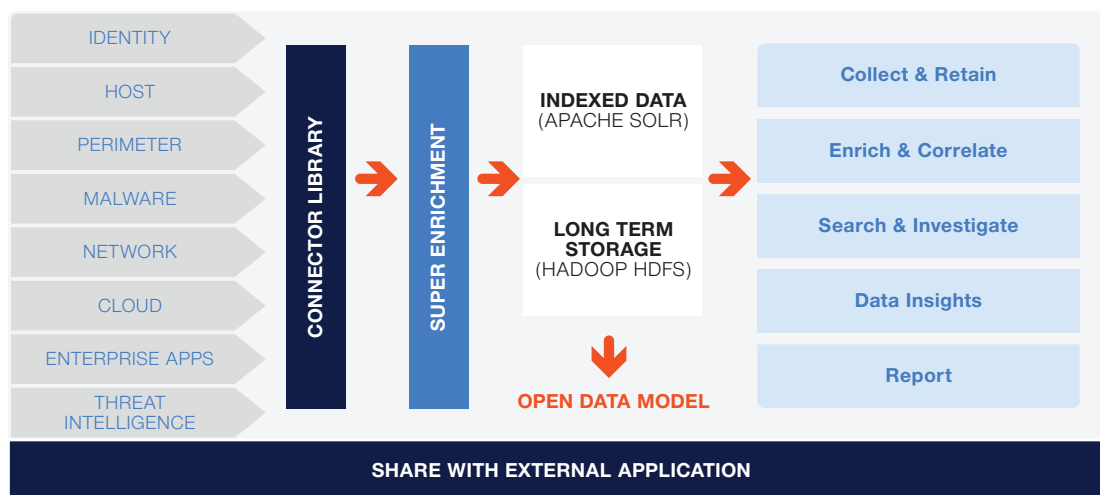 IDENTITY
HOST
PERIMETER
MALWARE
NETWORK
CLOUD
ENTERPRISE APPS
THREAT
INTELLIGENCE
CONNECTOR LIBRARY
SUPER ENRICHMENT
INDEXED DATA
(APACHE SOLR)
LONG TERM
STORAGE
(HADOOP HDFS)
OPEN DATA MODEL
Collect & Retain
Enrich & Correlate
Search & Investigate
Data Insights
Report
SHARE WITH EXTERNAL APPLICATION